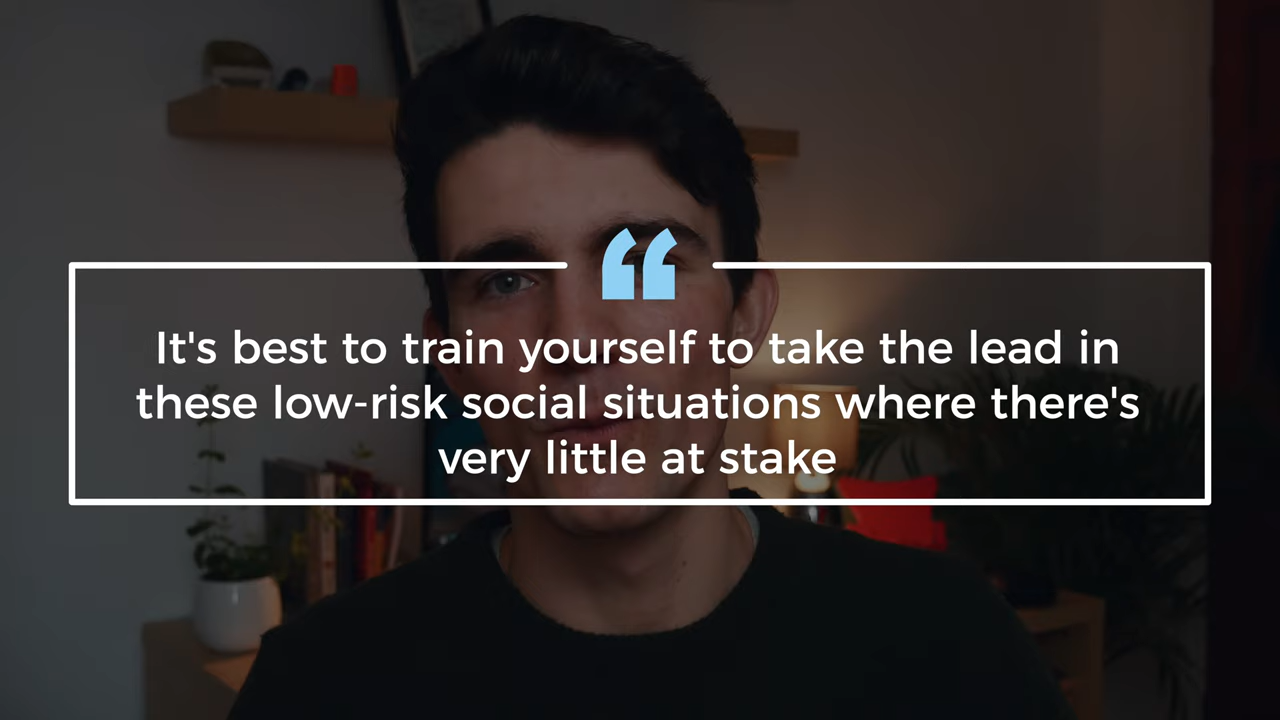 “
It's best to train yourself to take the lead in
these low-risk social situations where there's
very little at stake